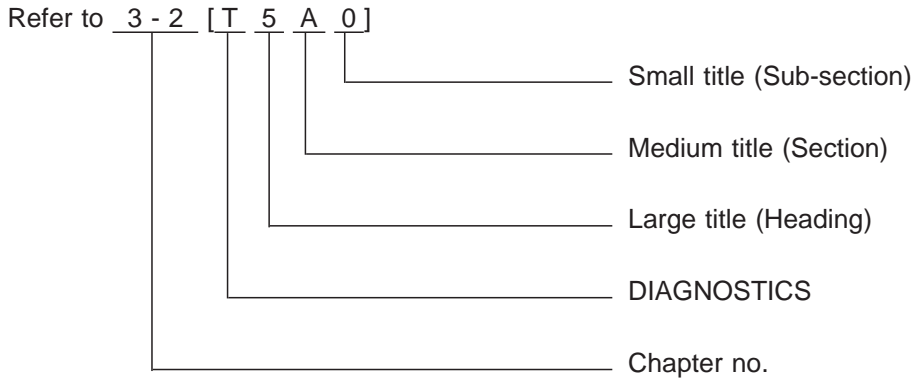 Refer to 3 - 2 [ T 5 A 0 ]
Small title (Sub-section)
Medium title (Section)
Large title (Heading)
DIAGNOSTICS
Chapter no.